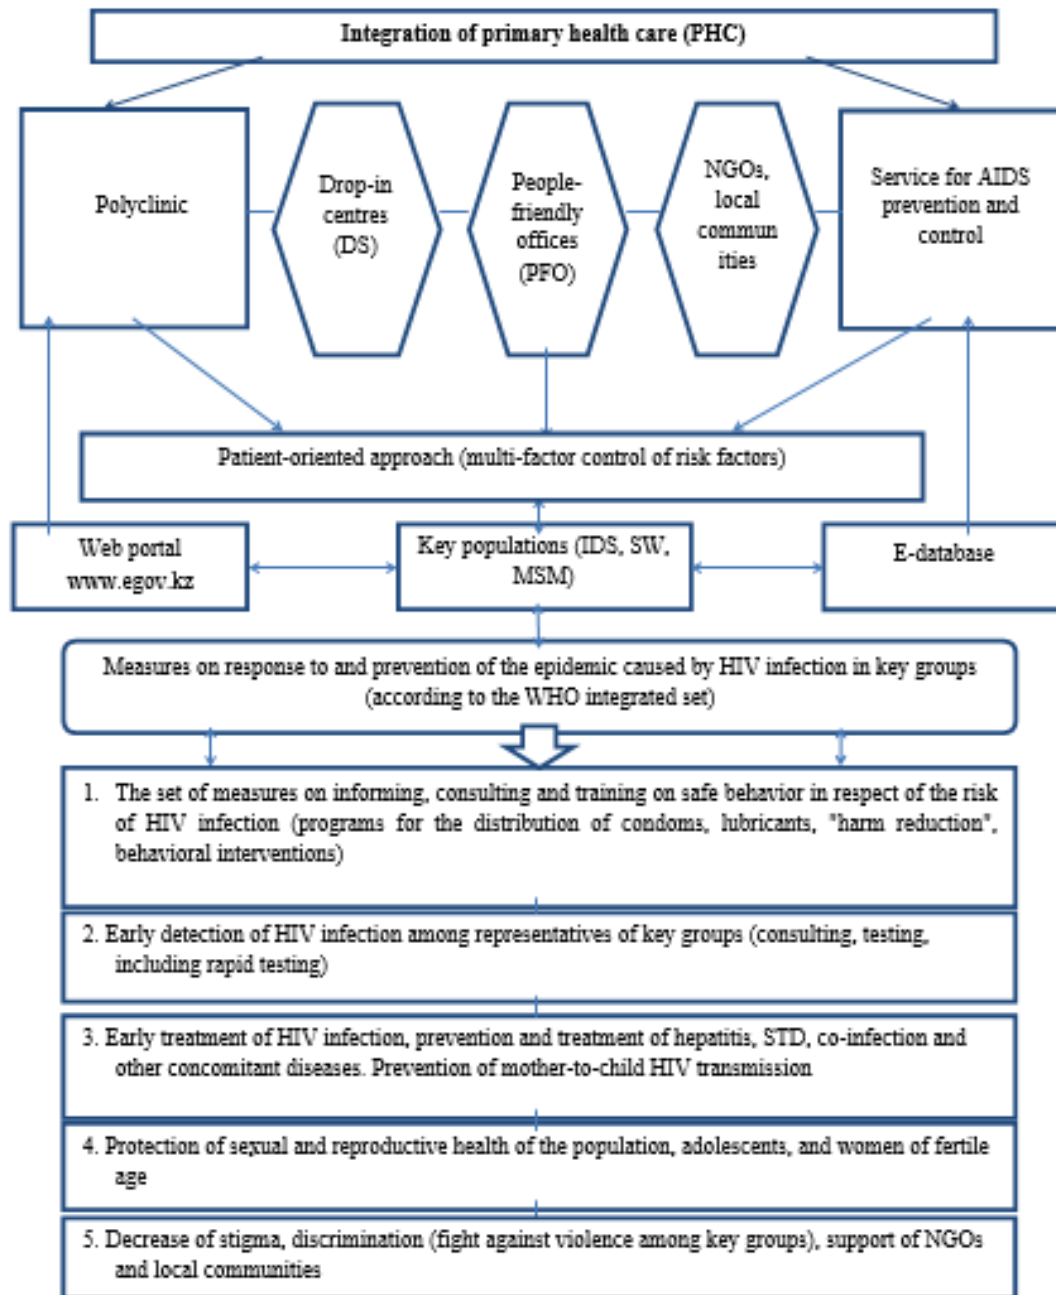 Integration of primary health care (PHC)
Polyclinic
Drop-in
centres
(DS)
People-
friendly
offices
(PFO)
NGOs,
local
commun
ities
Service for AIDS
prevention and
control
Patient-oriented approach (multi-factor control of risk factors)
Web portal
www.egov.kz
Key populations (IDS, SW,
MSM)
E-database
Measures on response to and prevention of the epidemic caused by HIV infection in key groups
(according to the WHO integrated set)
1. The set of measures on informing, consulting and training on safe behavior in respect of the risk
of HIV infection (programs for the distribution of condoms, lubricants, "harm reduction",
behavioral interventions)
2. Early detection of HIV infection among representatives of key groups (consulting, testing,
including rapid testing)
3. Early treatment of HIV infection, prevention and treatment of hepatitis, STD, co-infection and
other concomitant diseases. Prevention of mother-to-child HIV transmission
4. Protection of sexual and reproductive health of the population, adolescents, and women of fertile
age
5. Decrease of stigma, discrimination (fight against violence among key groups), support of NGOs
and local communities